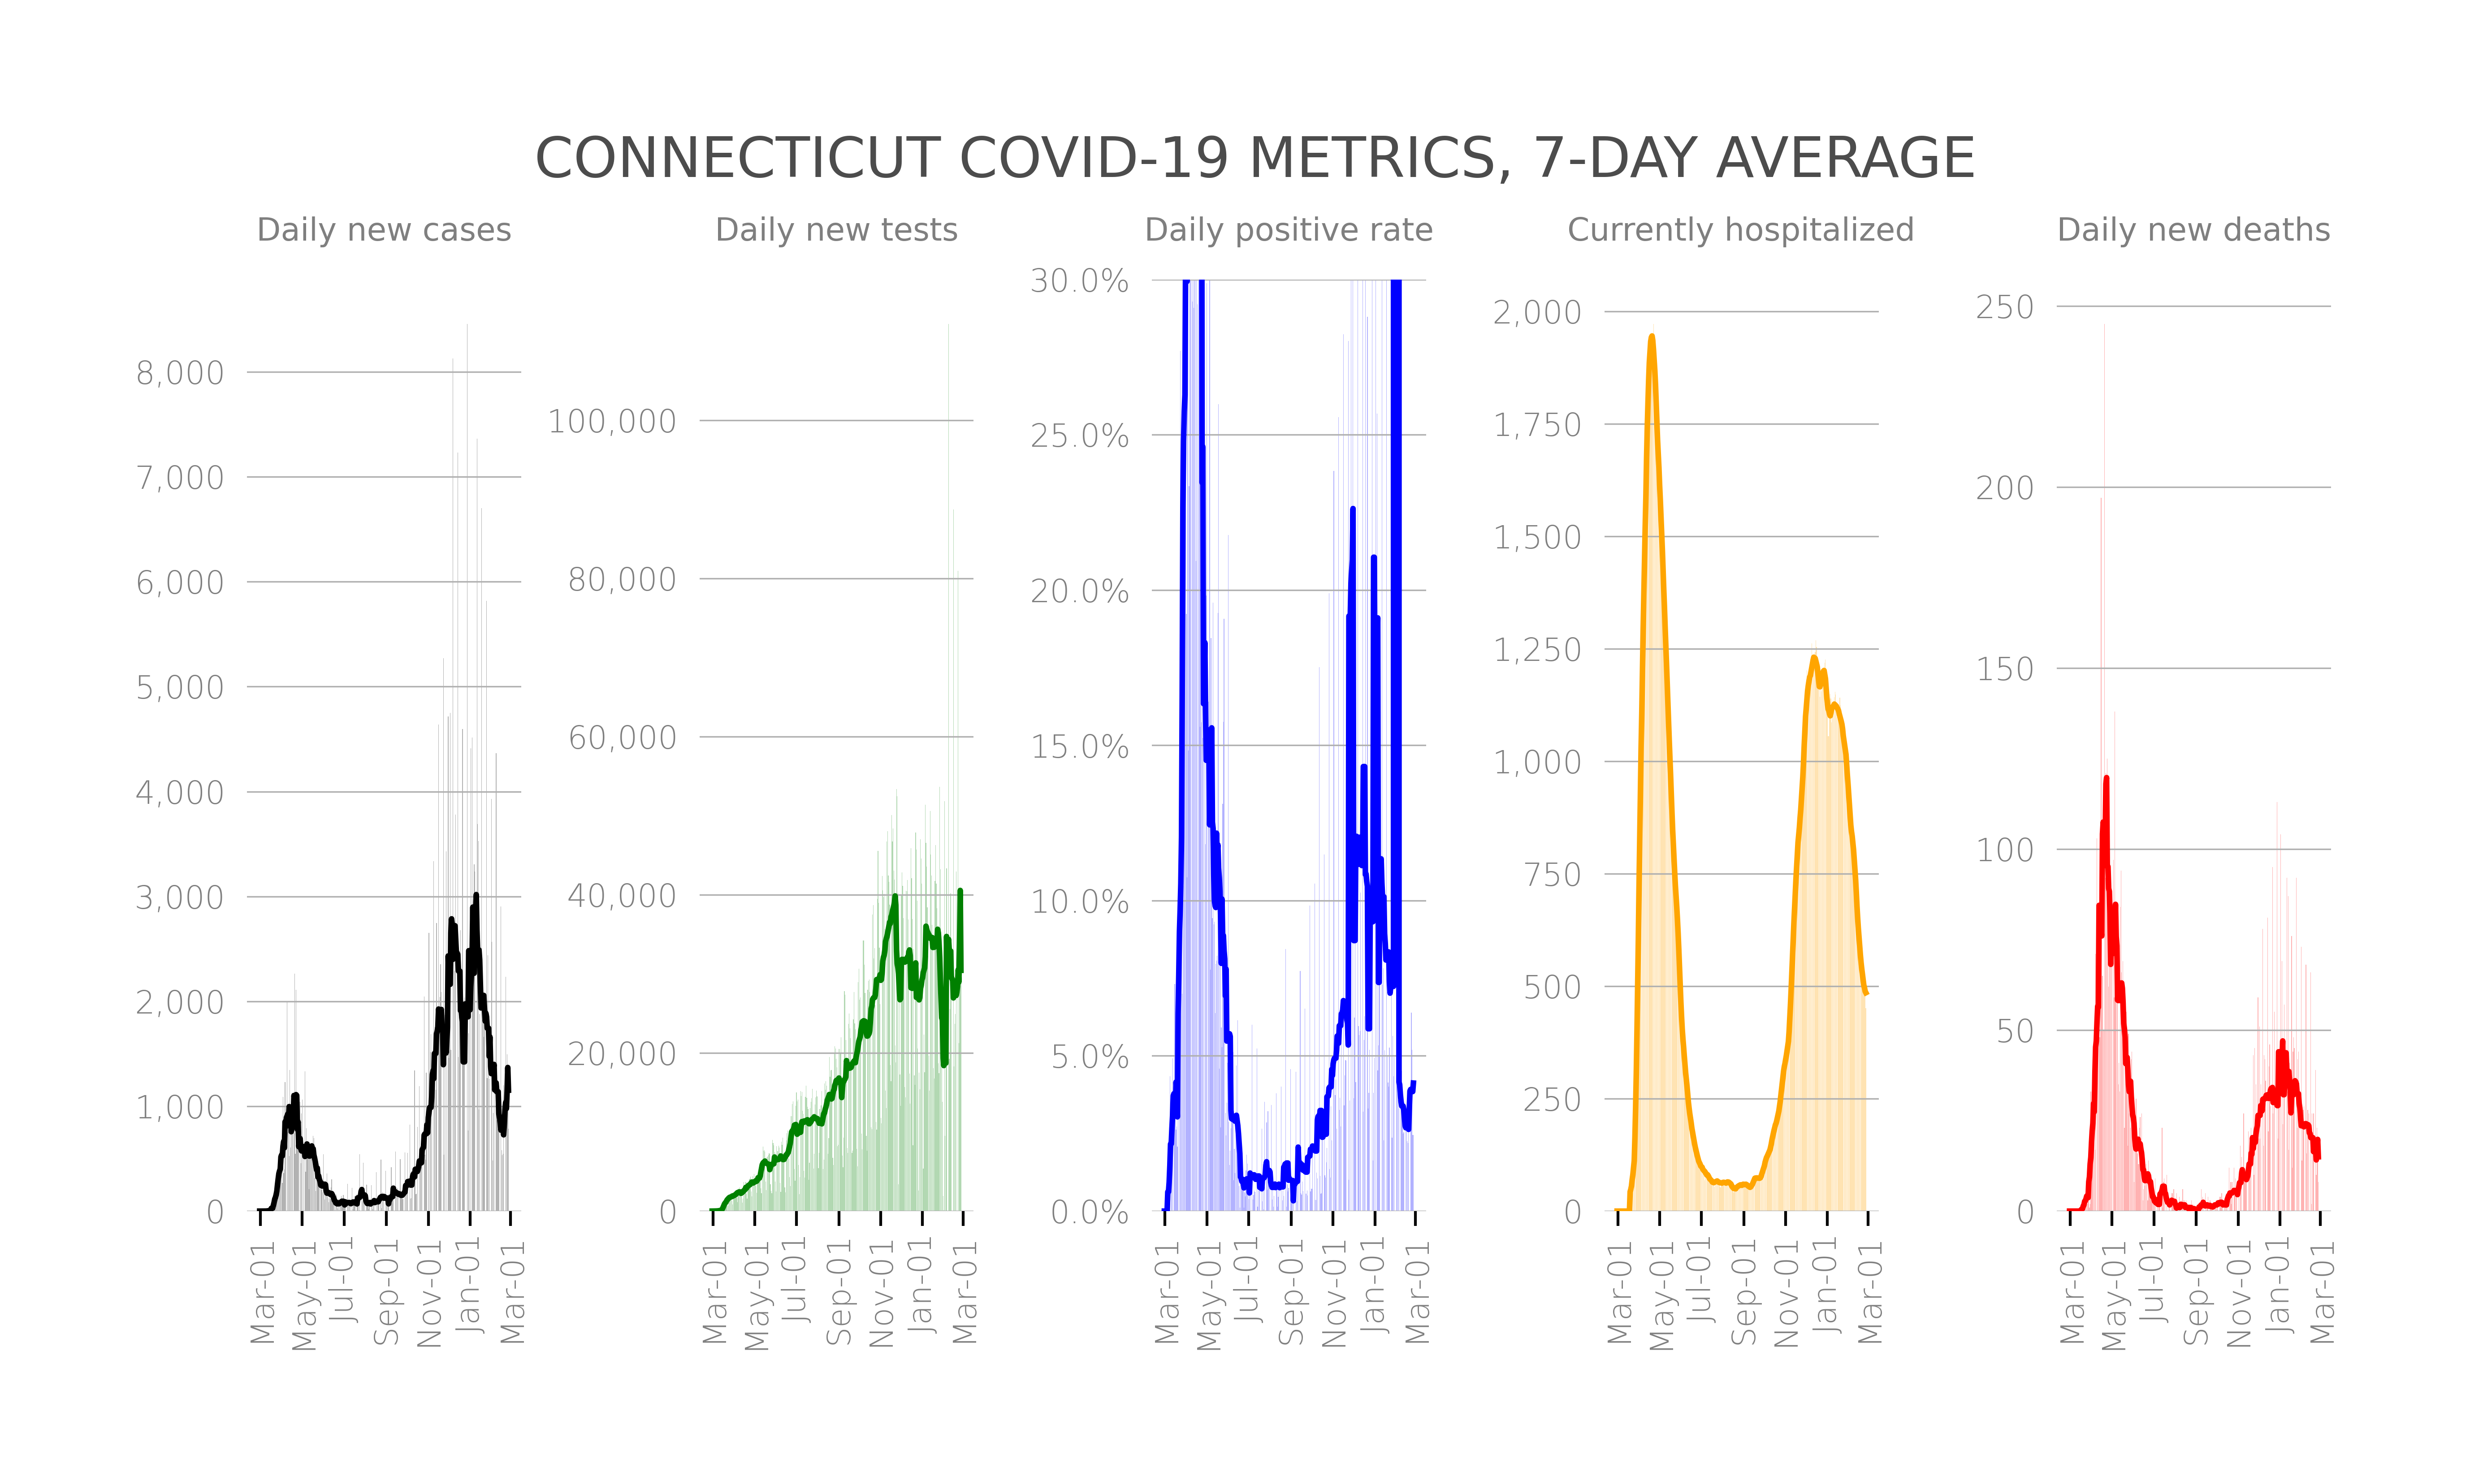 CONNECTICUT COVID-19 METRICS, 7-DAY AVERAGE
Daily new cases
8,000
7,000
6,000
5,000
4,000
3,000
2,000
1,000
0
Mar-01
May-01
Jul-01
Sep-01
Nov-01
Jan-01
Mar-01
Daily new tests
100,000
80,000
60,000
40,000
20,000
0
Mar-01
May-01
Jul-01
Sep-01
Nov-01
Jan-01
Mar-01
Daily positive rate
30.0%
25.0%
20.0%
15.0%
10.0%
5.0%
0.0%
Mar-01
May-01
Jul-01
Sep-01
Nov-01
Jan-01
Mar-01
Currently hospitalized
2,000
1,750
1,500
1,250
1,000
750
500
250
0
Mar-01
May-01
Jul-01
Sep-01
Nov-01
Jan-01
Mar-01
Daily new deaths
250
200
150
100
50
0
Mar-01
May-01
Jul-01
Sep-01
Nov-01
Jan-01
Mar-01